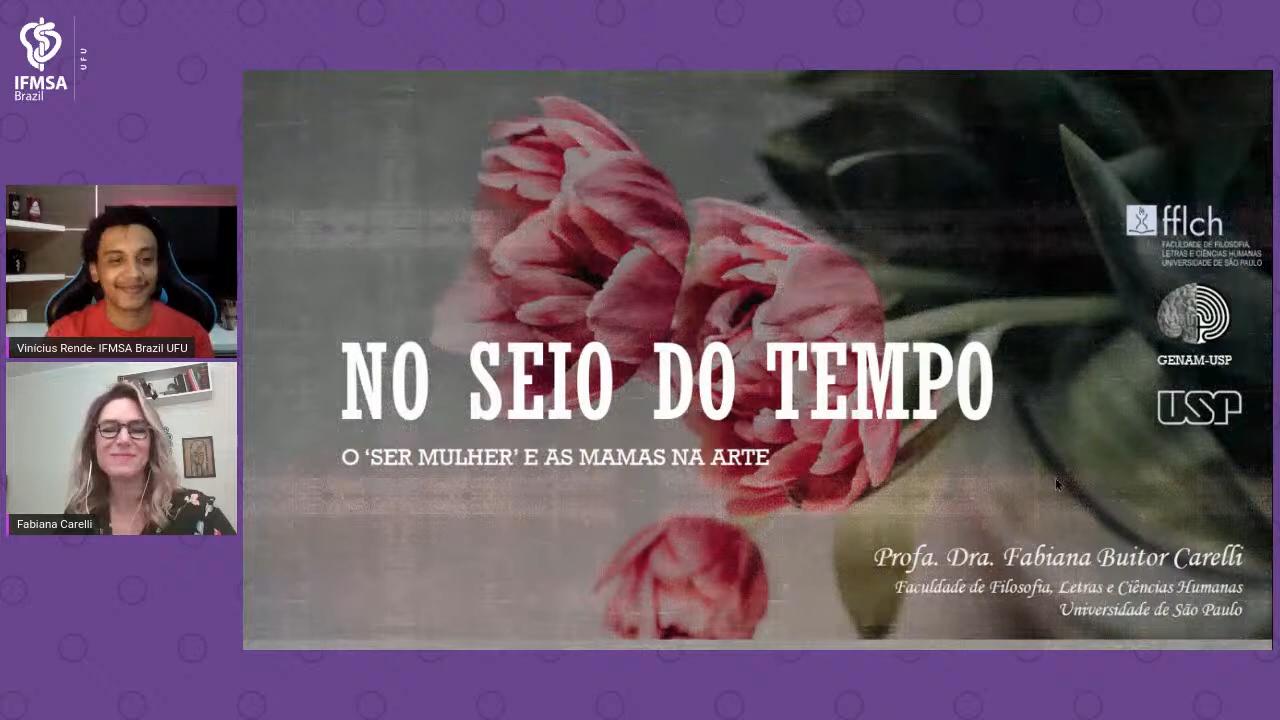 IFMSA
Brazil
UFU
Vinícius Rende- IFMSA Brazil UFU
Fabiana Carelli
NO SEIO DO TEMPO
O ‘SER MULHER’ E AS MAMAS NA ARTE
fflch
FACULDADE DE FILOSOFIA,
LETRAS E CIÊNCIAS HUMANAS
UNIVERSIDADE DE SÃO PAULO
GENAM-USP
USP
Profa. Dra. Fabiana Buitor Carelli
Faculdade de Filosofia, Letras e Ciências Humanas
Universidade de São Paulo